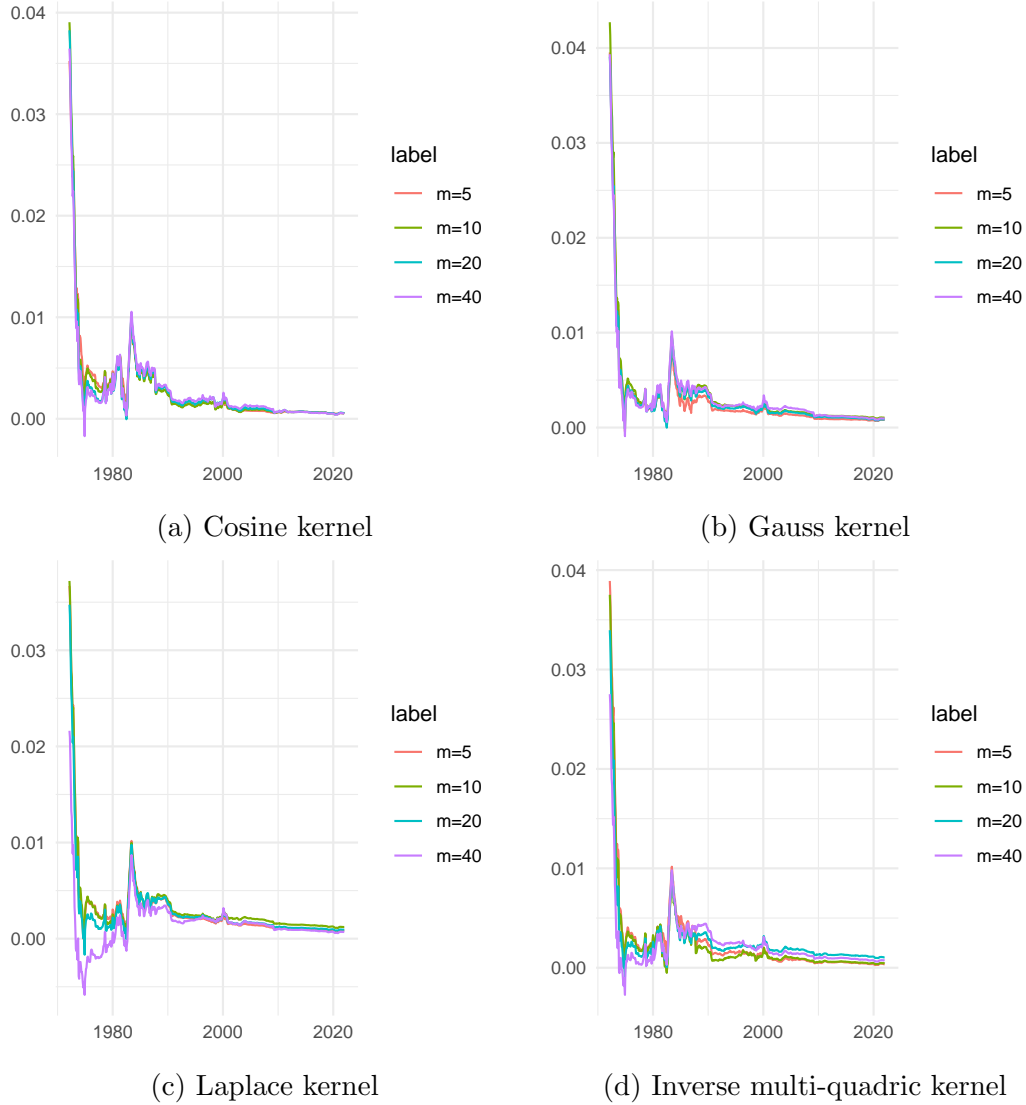 0.04
0.03
0.02
0.01
0.00
1980 2000 2020
label
m=5
m=10
m=20
m=40
(a) Cosine kernel
0.04
0.03
0.02
0.01
0.00
1980 2000 2020
label
m=5
m=10
m=20
m=40
(b) Gauss kernel
0.03
0.02
0.01
0.00
1980 2000 2020
label
m=5
m=10
m=20
m=40
(c) Laplace kernel
0.04
0.03
0.02
0.01
0.00
1980 2000 2020
label
m=5
m=10
m=20
m=40
(d) Inverse multi-quadric kernel